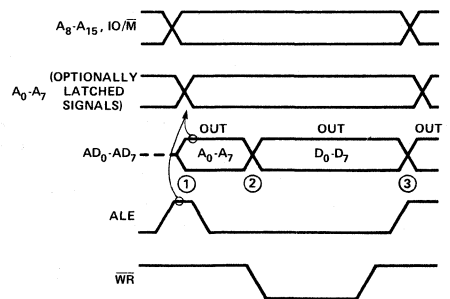 A₈-A₁₅, IO/M̅
(OPTIONALLY
A₀-A₇ LATCHED
SIGNALS)
OUT OUT OUT
AD₀-AD₇ A₀-A₇ D₀-D₇
① ② ③
ALE
W̅R̅